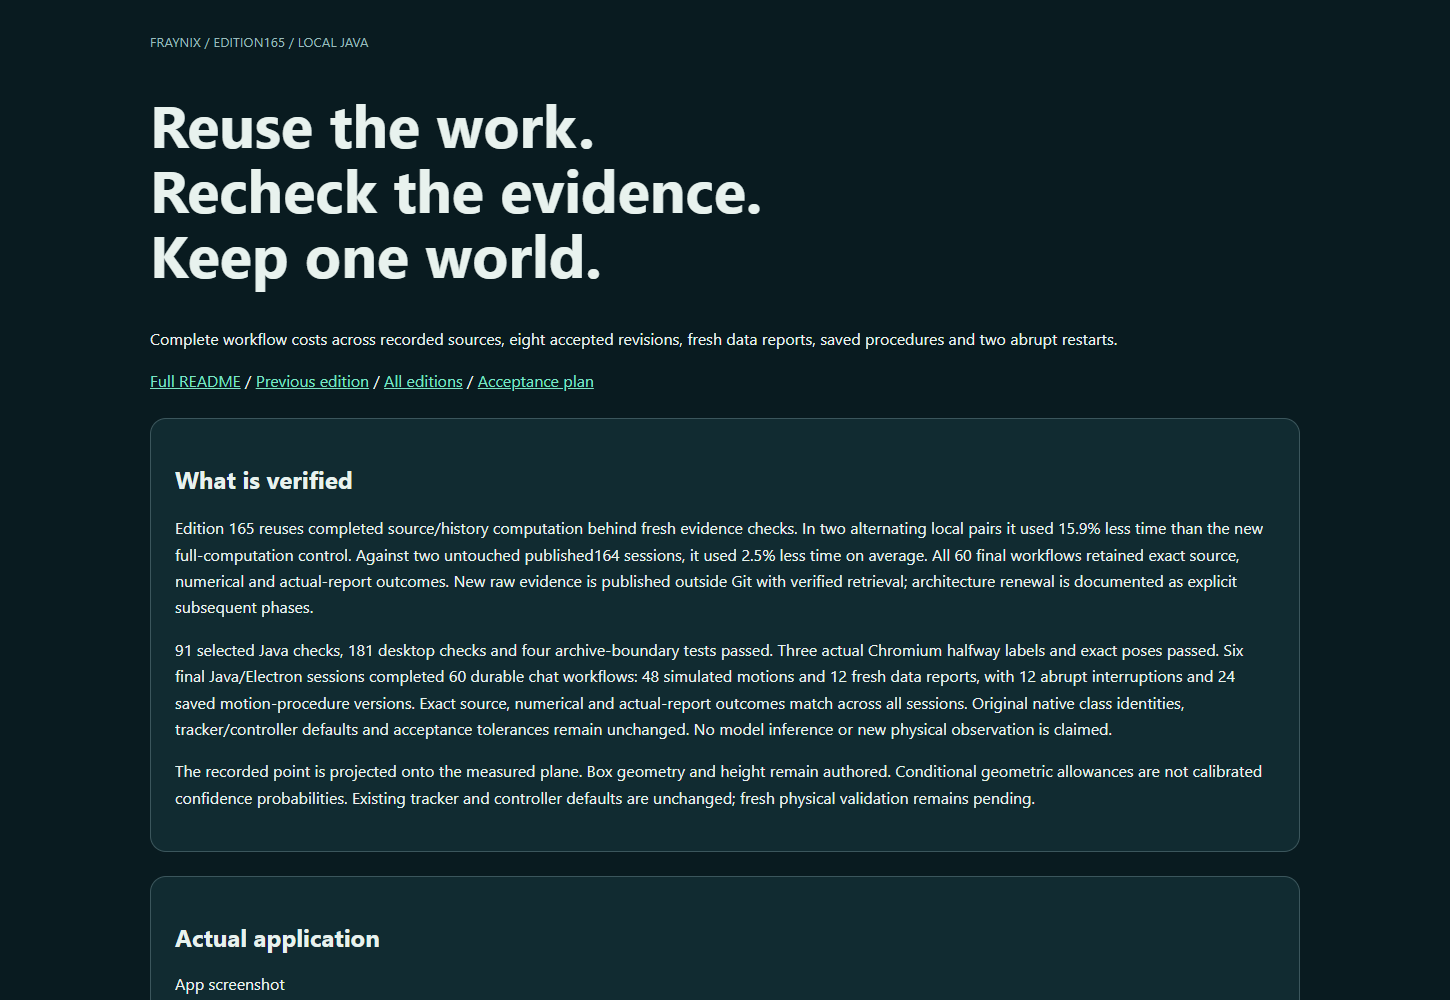 FRAYNIX / EDITION165 / LOCAL JAVA
Reuse the work.
Recheck the evidence.
Keep one world.
Complete workflow costs across recorded sources, eight accepted revisions, fresh data reports, saved procedures and two abrupt restarts.
Full README / Previous edition / All editions / Acceptance plan
What is verified
Edition 165 reuses completed source/history computation behind fresh evidence checks. In two alternating local pairs it used 15.9% less time than the new
full-computation control. Against two untouched published164 sessions, it used 2.5% less time on average. All 60 final workflows retained exact source,
numerical and actual-report outcomes. New raw evidence is published outside Git with verified retrieval; architecture renewal is documented as explicit
subsequent phases.
91 selected Java checks, 181 desktop checks and four archive-boundary tests passed. Three actual Chromium halfway labels and exact poses passed. Six
final Java/Electron sessions completed 60 durable chat workflows: 48 simulated motions and 12 fresh data reports, with 12 abrupt interruptions and 24
saved motion-procedure versions. Exact source, numerical and actual-report outcomes match across all sessions. Original native class identities,
tracker/controller defaults and acceptance tolerances remain unchanged. No model inference or new physical observation is claimed.
The recorded point is projected onto the measured plane. Box geometry and height remain authored. Conditional geometric allowances are not calibrated
confidence probabilities. Existing tracker and controller defaults are unchanged; fresh physical validation remains pending.
Actual application
App screenshot